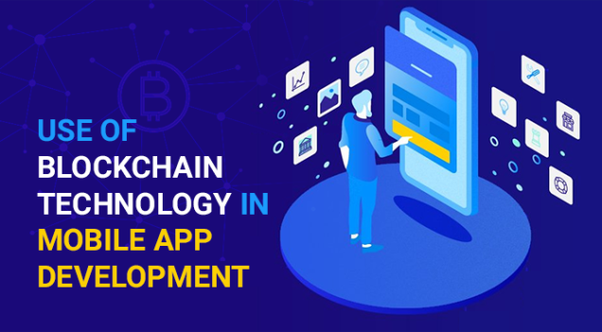 USE OF
BLOCKCHAIN
TECHNOLOGY IN
MOBILE APP
DEVELOPMENT